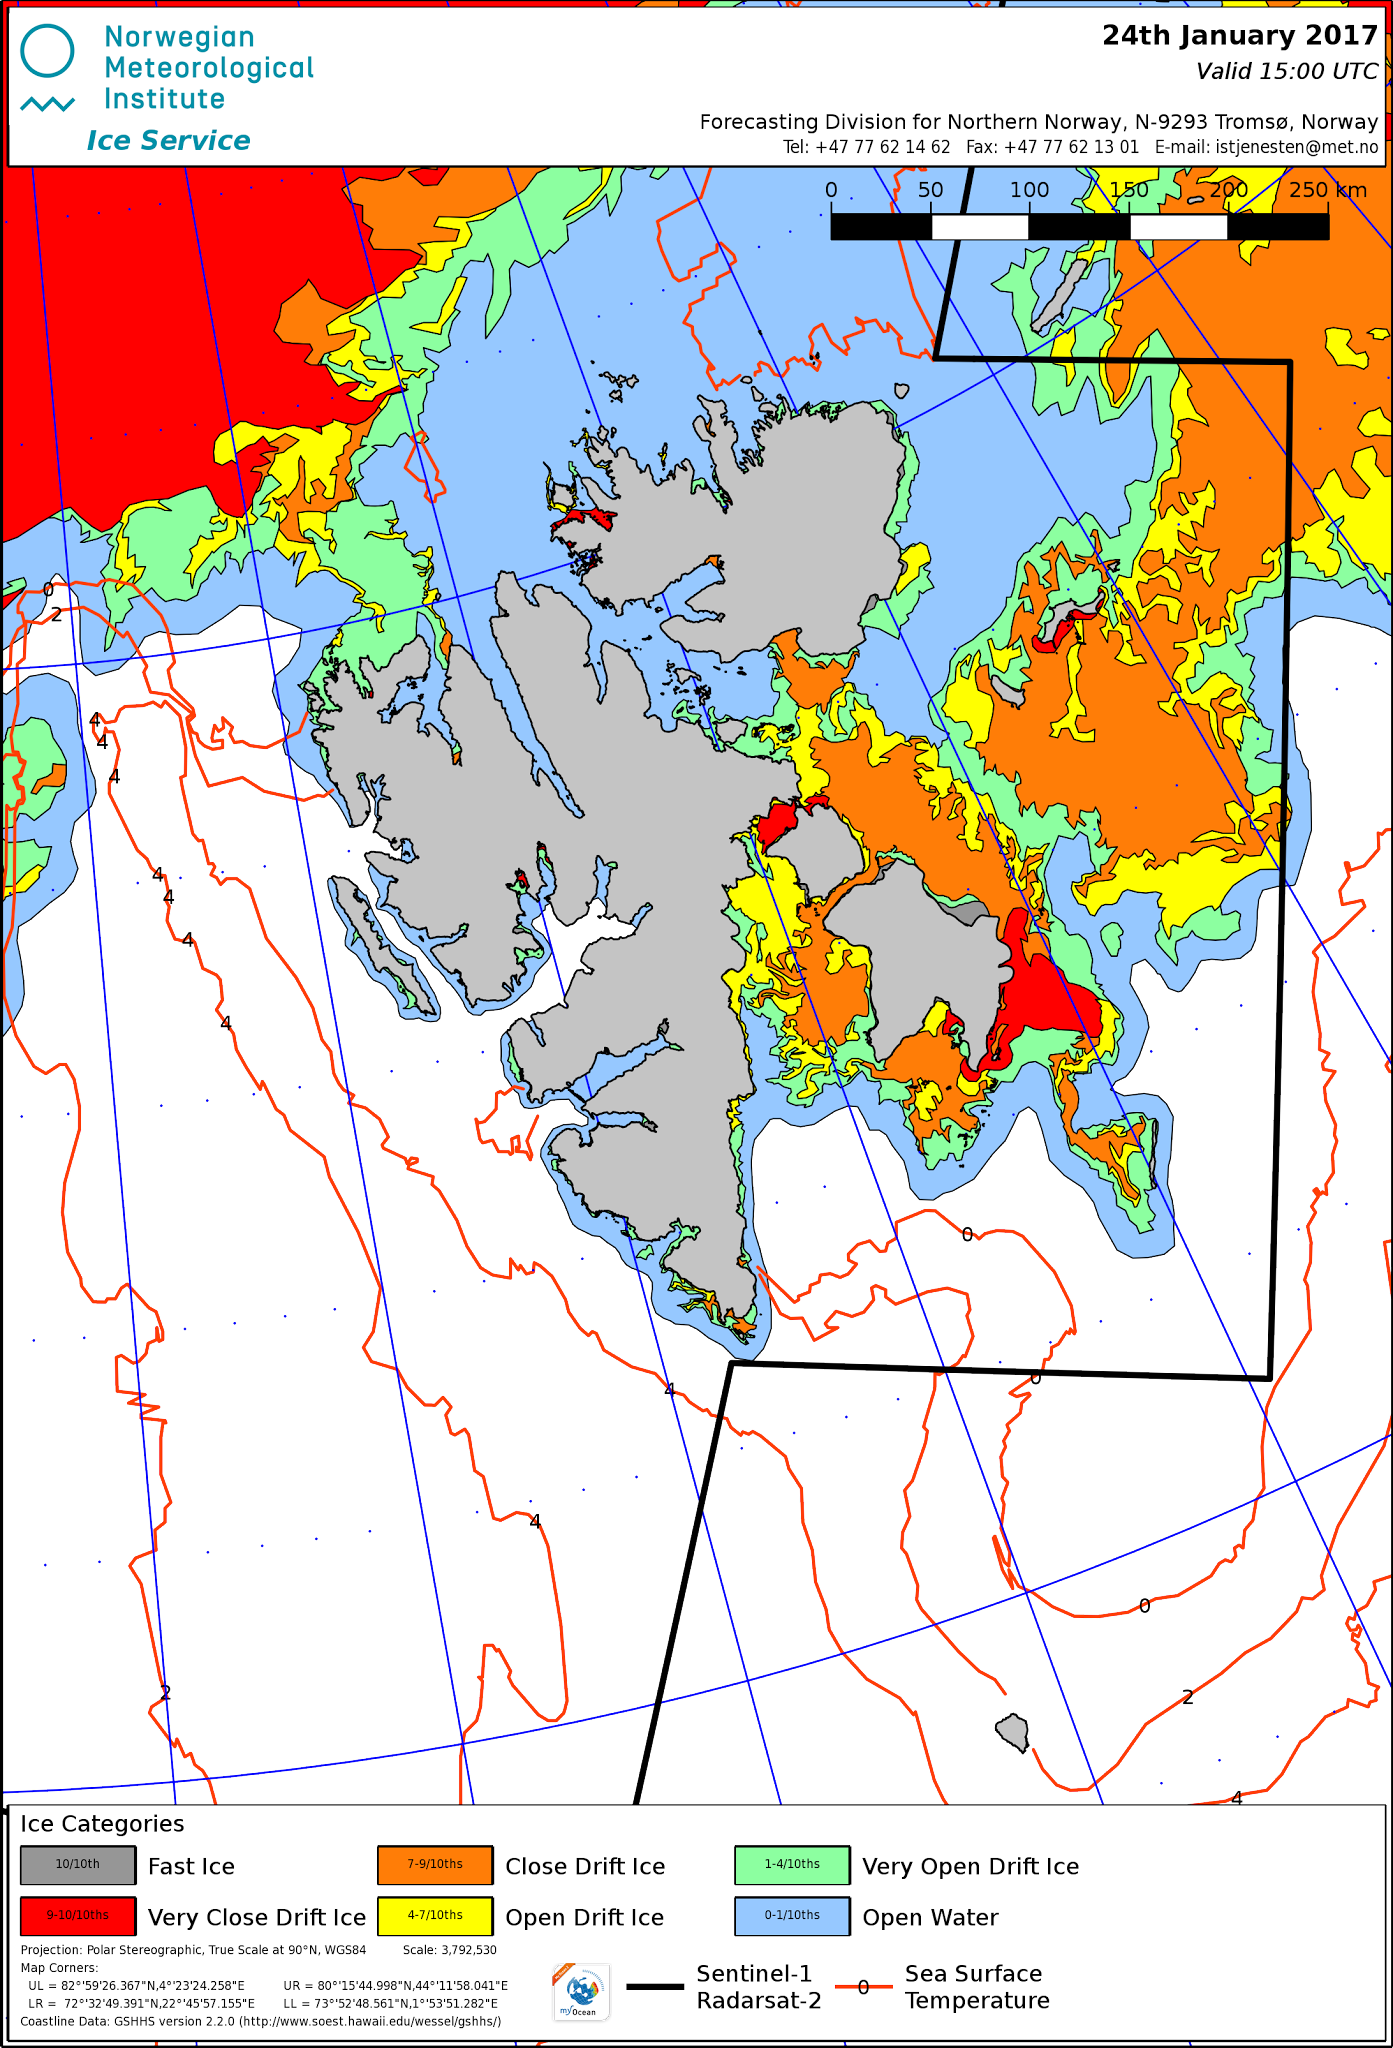 Norwegian
Meteorological
Institute
Ice Service
24th January 2017
Valid 15:00 UTC
Forecasting Division for Northern Norway, N-9293 Tromsø, Norway
Tel: +47 77 62 14 62 Fax: +47 77 62 13 01 E-mail: istjenesten@met.no
0 50 100 150 200 250 km
0
2
4
4
4
4
4
4
4
0
4
0
4
0
2
2
4
Ice Categories
10/10th Fast Ice 7-9/10ths Close Drift Ice 1-4/10ths Very Open Drift Ice
9-10/10ths Very Close Drift Ice 4-7/10ths Open Drift Ice 0-1/10ths Open Water
Projection: Polar Stereographic, True Scale at 90°N, WGS84 Scale: 3,792,530
Map Corners:
UL = 82°'59'26.367"N,4°'23'24.258"E UR = 80°'15'44.998"N,44°'11'58.041"E
LR = 72°'32'49.391"N,22°'45'57.155"E LL = 73°'52'48.561"N,1°'53'51.282"E
Coastline Data: GSHHS version 2.2.0 (http://www.soest.hawaii.edu/wessel/gshhs/)
myOcean
Sentinel-1
Radarsat-2
0
Sea Surface
Temperature